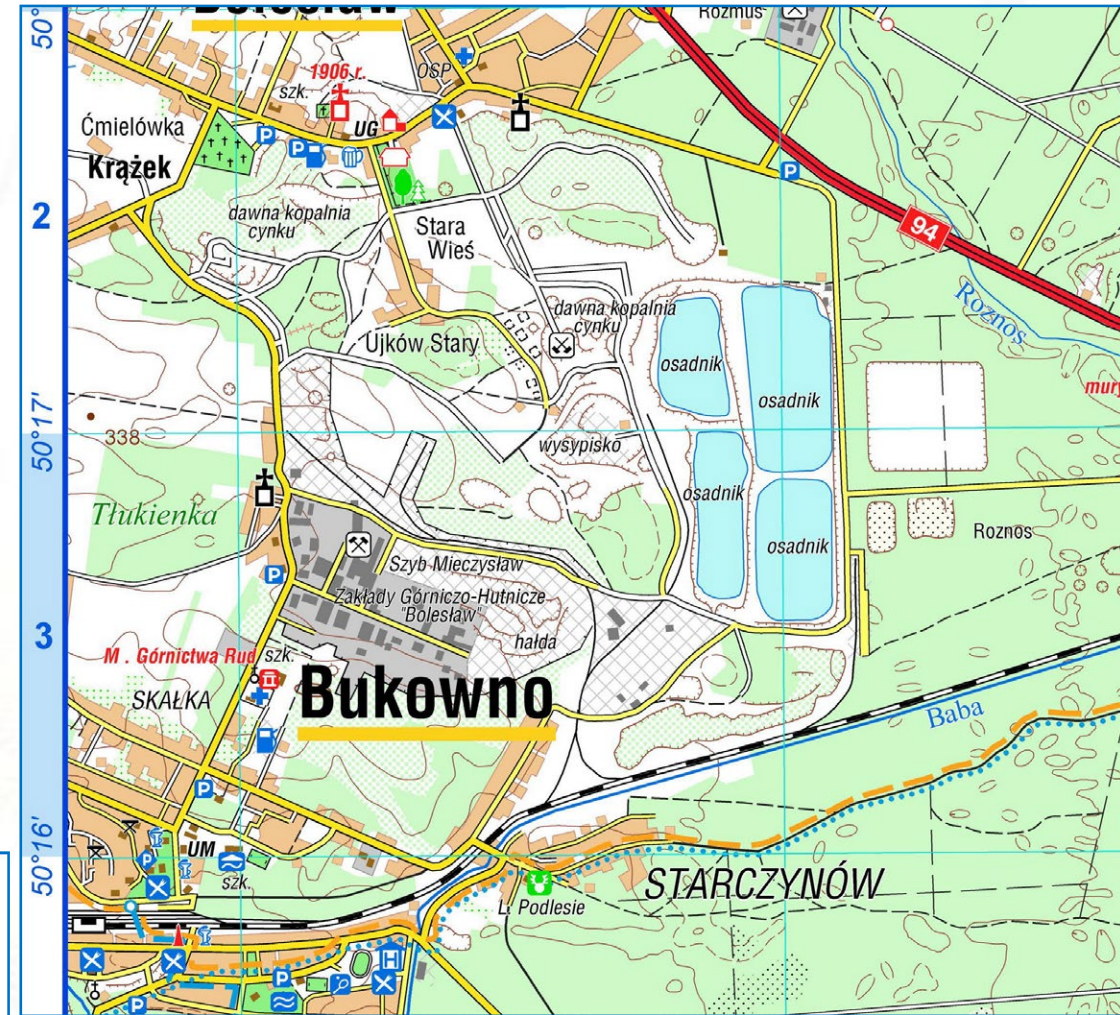 Bolesław
Rozmus
50°
1906 r.
OSP
szk.
UG
Ćmielówka
Krążek
P
P
P
2
dawna kopalnia
cynku
Stara
Wieś
94
Roznos
dawna kopalnia
cynku
Ujków Stary
osadnik
osadnik
mury
50°17'
338
wysypisko
osadnik
Tłukienka
osadnik
Roznos
Szyb Mieczysław
P
Zakłady Górniczo-Hutnicze
"Bolesław"
3
hałda
M. Górnictwa Rud
szk.
SKAŁKA
Bukowno
Baba
P
50°16'
UM
P
szk.
STARCZYNÓW
L. Podlesie
H
P
P